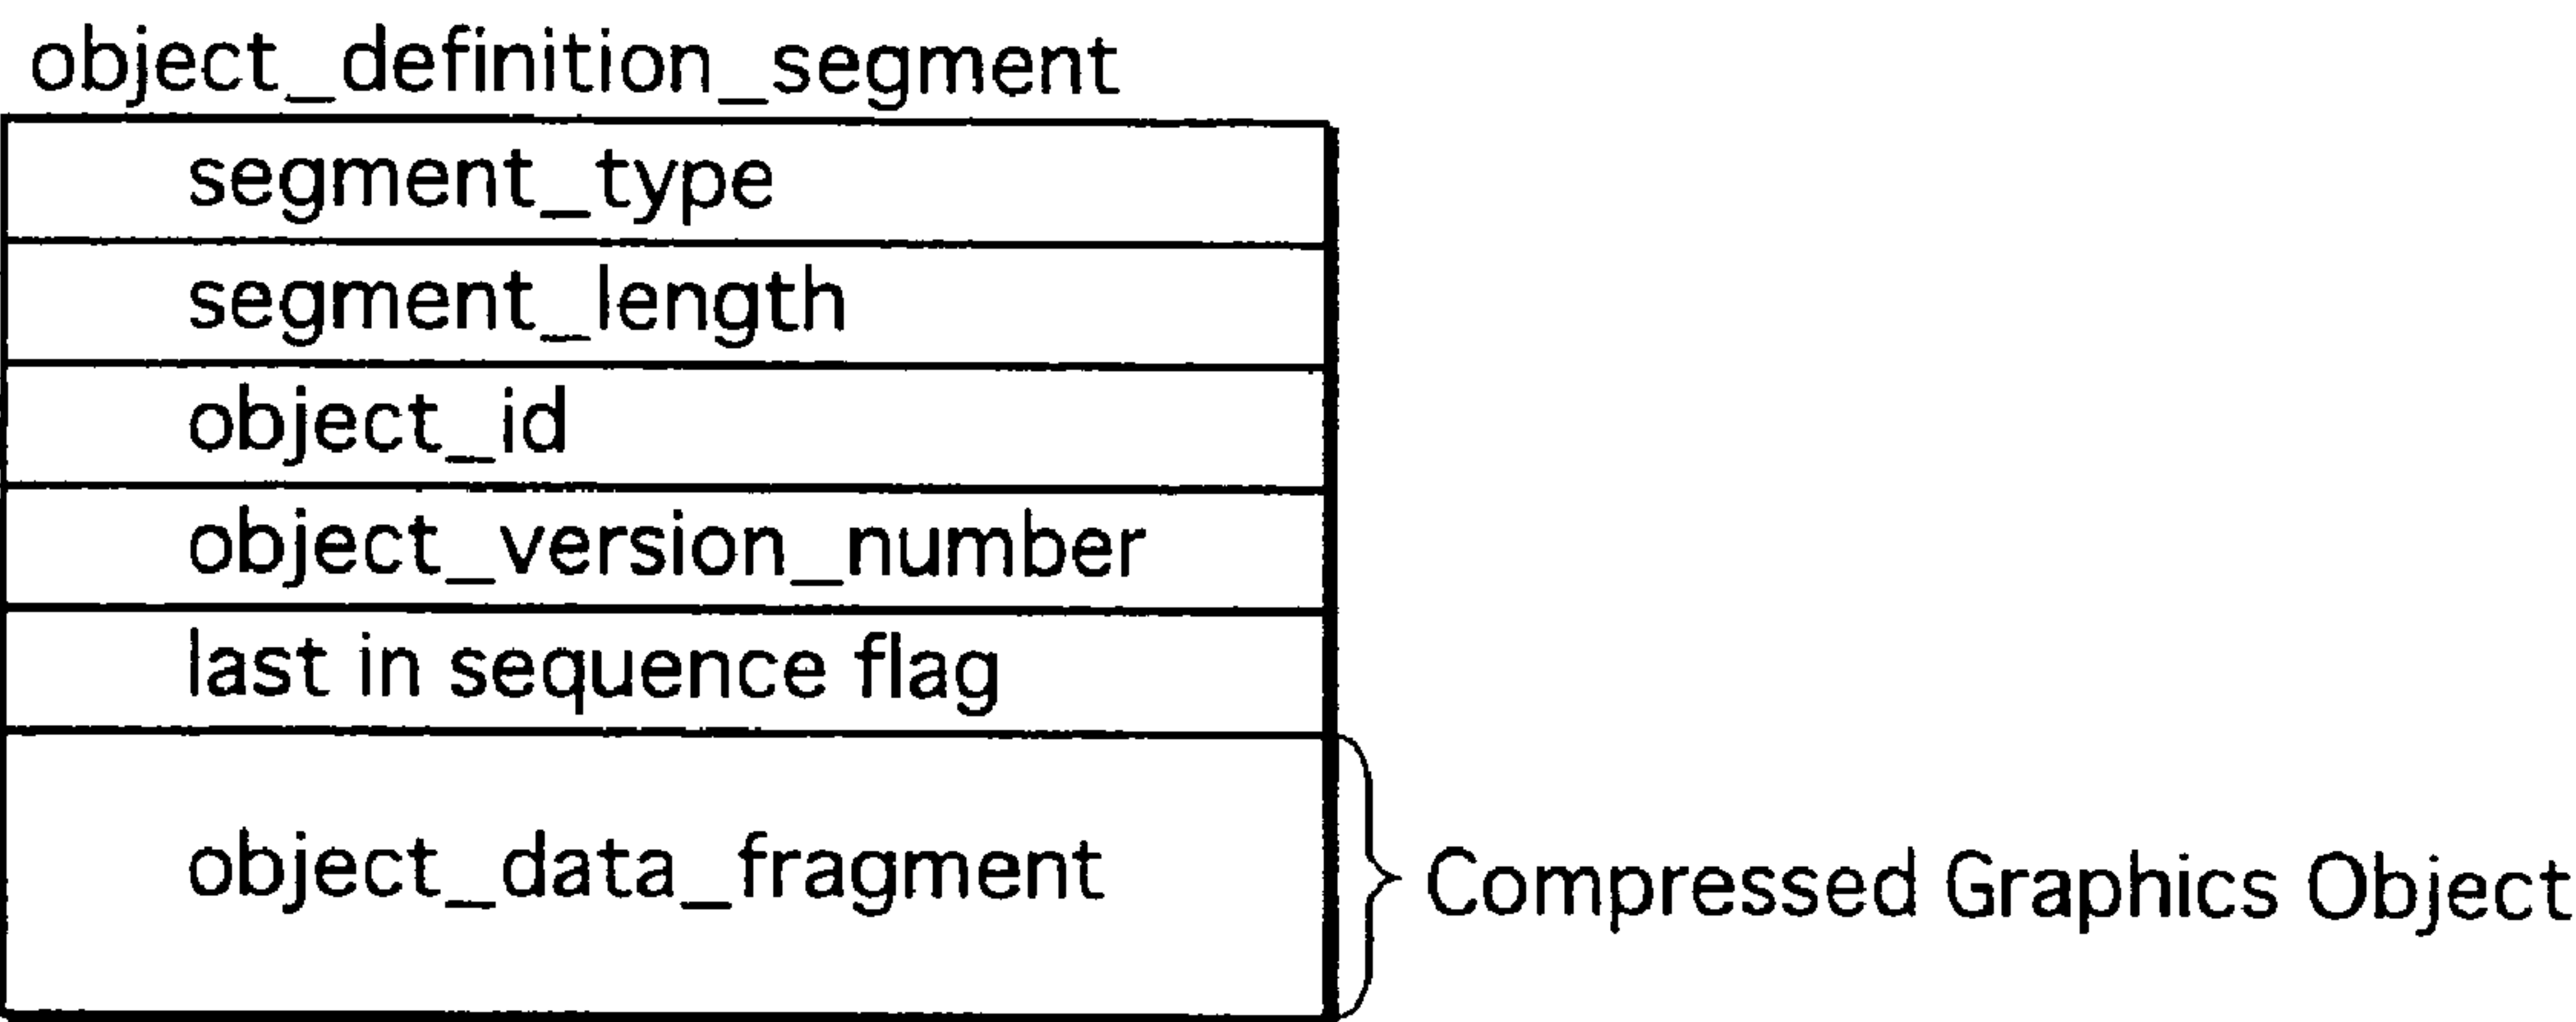 object_definition_segment
segment_type
segment_length
object_id
object_version_number
last in sequence flag
object_data_fragment
Compressed Graphics Object